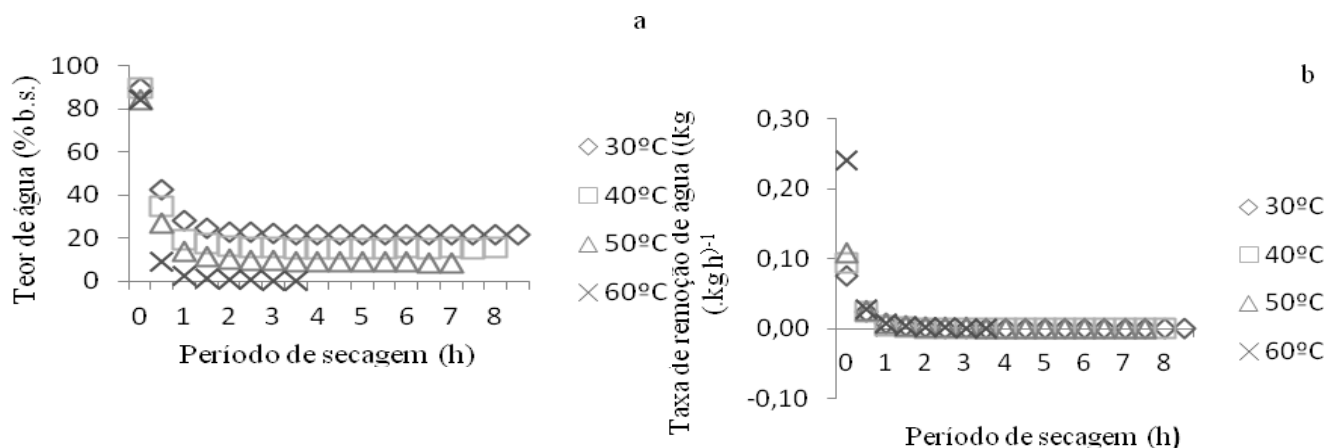 a
100
80
60
40
20
0
0 1 2 3 4 5 6 7 8
Teor de água (% b.s.)
Período de secagem (h)
30ºC
40ºC
50ºC
60ºC
b
0,30
0,20
0,10
0,00
-0,10
0 1 2 3 4 5 6 7 8
Taxa de remoção de agua ((kg
(.kg h)-1
Período de secagem (h)
30ºC
40ºC
50ºC
60ºC